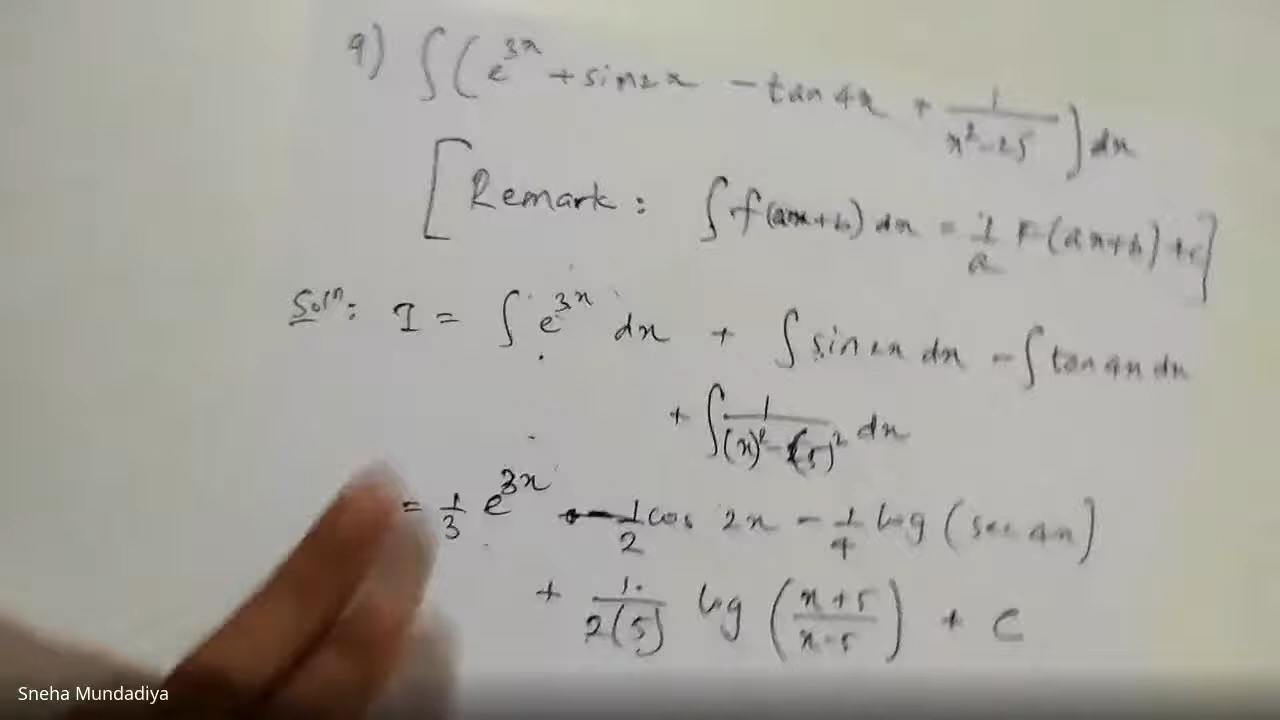 9) ∫(e^{3x} + sin2x - tan4x + 1/(x²-25)) dx
[Remark: ∫f(ax+b) dx = 1/a F(ax+b) + c]
Solⁿ: I = ∫e^{3x} dx + ∫sin2x dx - ∫tan4x dx
+ ∫1/((x)²-(5)²) dx
= 1/3 e^{3x} - 1/2 cos 2x - 1/4 log(sec4x)
+ 1/2(5) log((x+5)/(x-5)) + c
Sneha Mundadiya